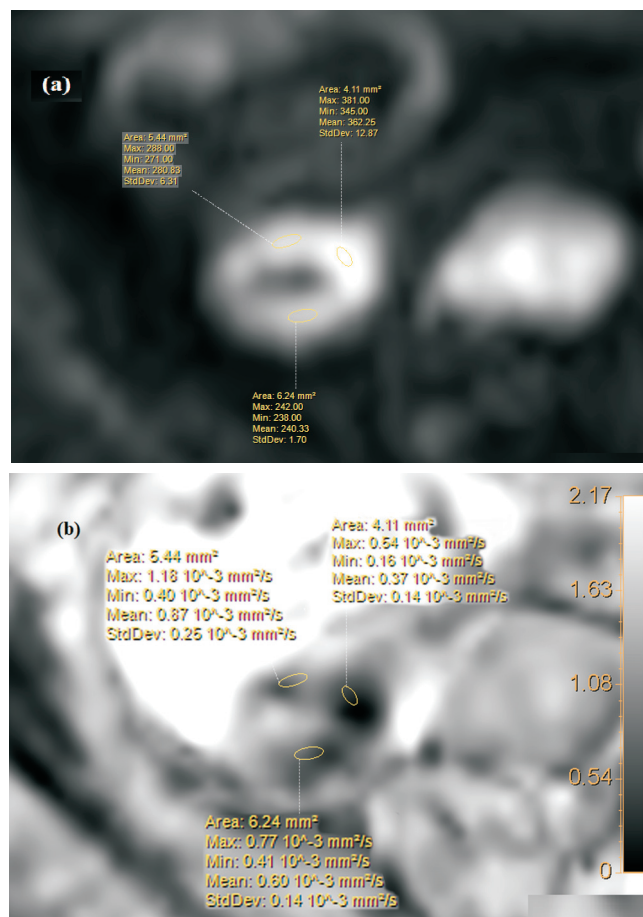 (a)
Area: 4.11 mm²
Max: 381.00
Min: 345.00
Mean: 362.25
StdDev: 12.87
Area: 5.44 mm²
Max: 288.00
Min: 271.00
Mean: 280.83
StdDev: 6.31
Area: 6.24 mm²
Max: 242.00
Min: 238.00
Mean: 240.33
StdDev: 1.70
(b)
Area: 4.11 mm²
Max: 0.54 10^-3 mm²/s
Min: 0.16 10^-3 mm²/s
Mean: 0.37 10^-3 mm²/s
StdDev: 0.14 10^-3 mm²/s
Area: 5.44 mm²
Max: 1.18 10^-3 mm²/s
Min: 0.40 10^-3 mm²/s
Mean: 0.87 10^-3 mm²/s
StdDev: 0.25 10^-3 mm²/s
Area: 6.24 mm²
Max: 0.77 10^-3 mm²/s
Min: 0.41 10^-3 mm²/s
Mean: 0.60 10^-3 mm²/s
StdDev: 0.14 10^-3 mm²/s
2.17
1.63
1.08
0.54
0